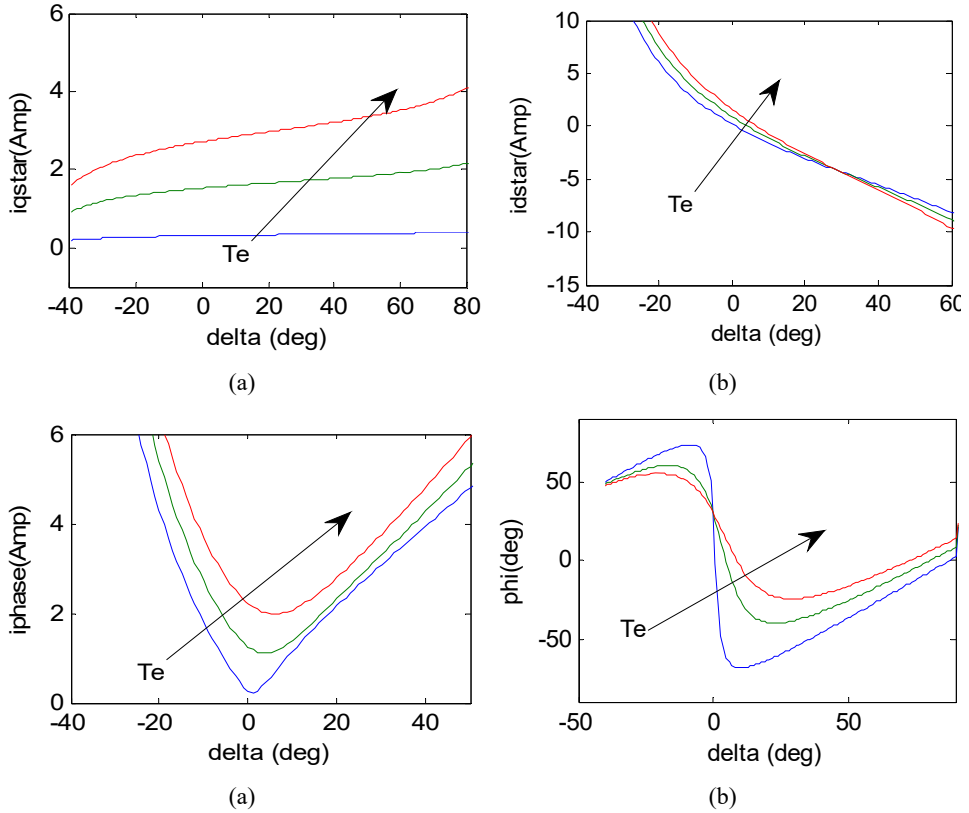 6
4
2
0
iqstar(Amp)
Te
-40 -20 0 20 40 60 80
delta (deg)
(a)
10
5
0
-5
-10
-15
idstar(Amp)
Te
-40 -20 0 20 40 60
delta (deg)
(b)
6
4
2
0
iphase(Amp)
Te
-40 -20 0 20 40
delta (deg)
(a)
50
0
-50
phi(deg)
Te
-50 0 50
delta (deg)
(b)